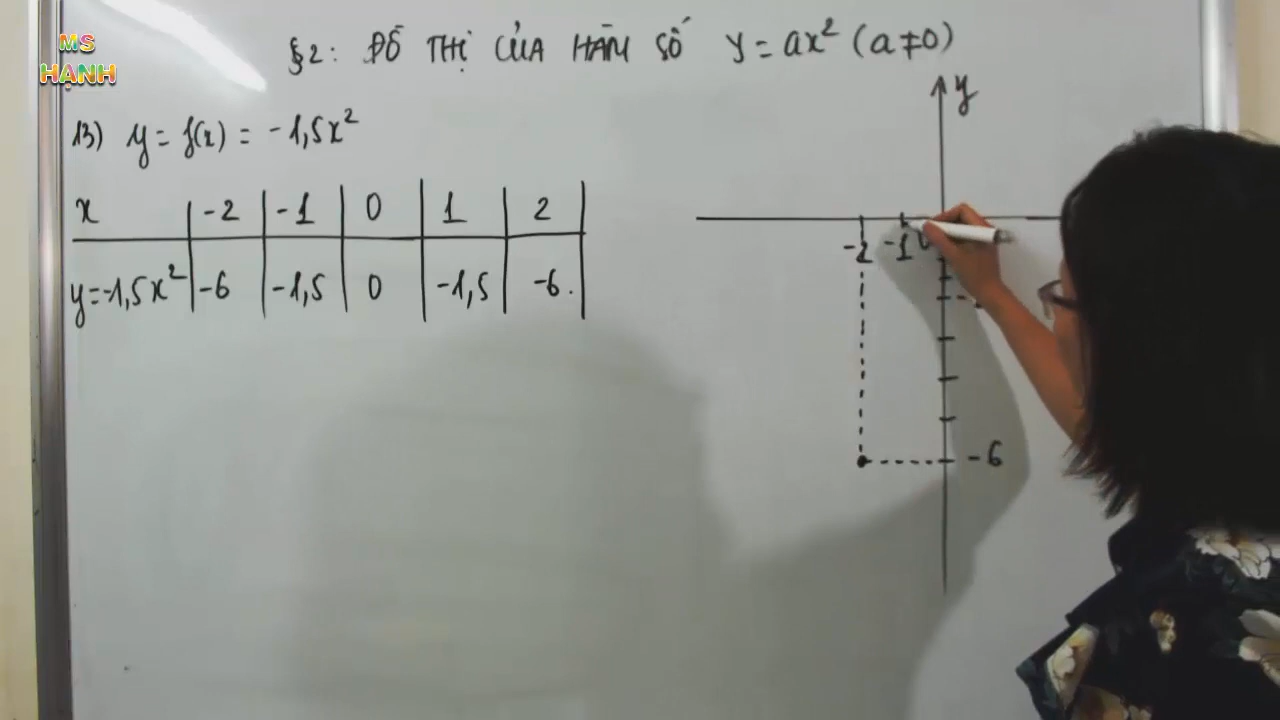 MS
HẠNH
§2: ĐỒ THỊ CỦA HÀM SỐ y = ax² (a≠0)
13) y = f(x) = -1,5x²
x -2 -1 0 1 2
y=-1,5x² -6 -1,5 0 -1,5 -6.
y
-2 -1
-6